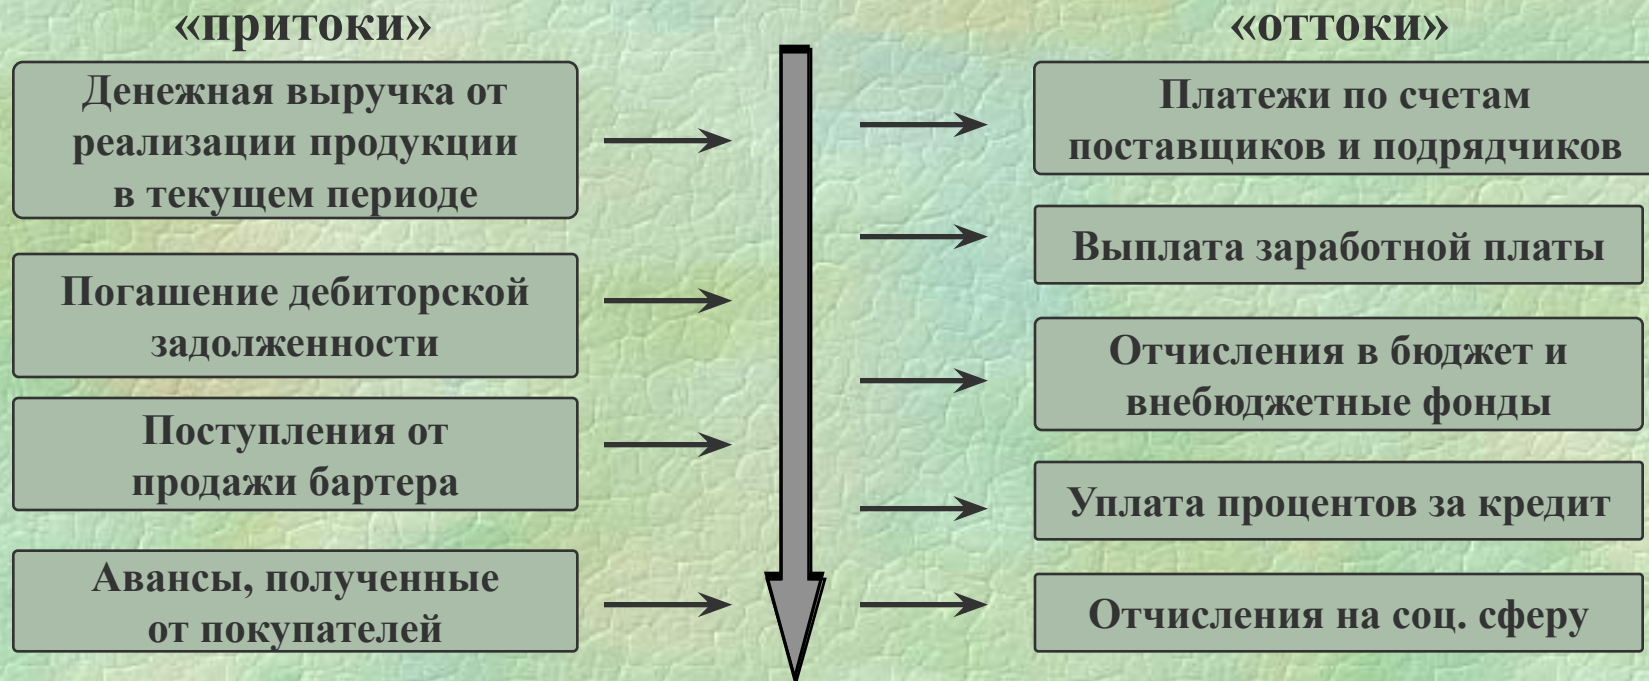 «притоки»
Денежная выручка от
реализации продукции
в текущем периоде
Погашение дебиторской
задолженности
Поступления от
продажи бартера
Авансы, полученные
от покупателей
«оттоки»
Платежи по счетам
поставщиков и подрядчиков
Выплата заработной платы
Отчисления в бюджет и
внебюджетные фонды
Уплата процентов за кредит
Отчисления на соц. сферу